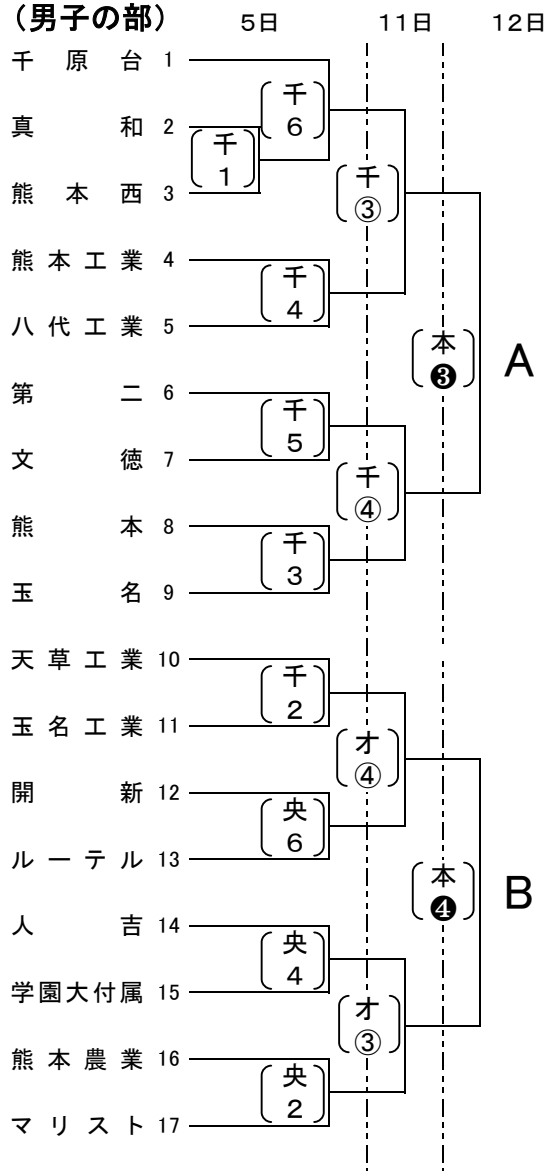 （男子の部） 5日 11日 12日
千原台 1
千
6
真和 2
千
1
千
③
熊本西 3
熊本工業 4
千
4
八代工業 5
本
❸
A
第二 6
千
5
文徳 7
千
④
熊本 8
千
3
玉名 9
天草工業 10
千
2
玉名工業 11
才
④
開新 12
央
6
ルーテル 13
本
❹
B
人吉 14
央
4
学園大付属 15
才
③
熊本農業 16
央
2
マリスト 17